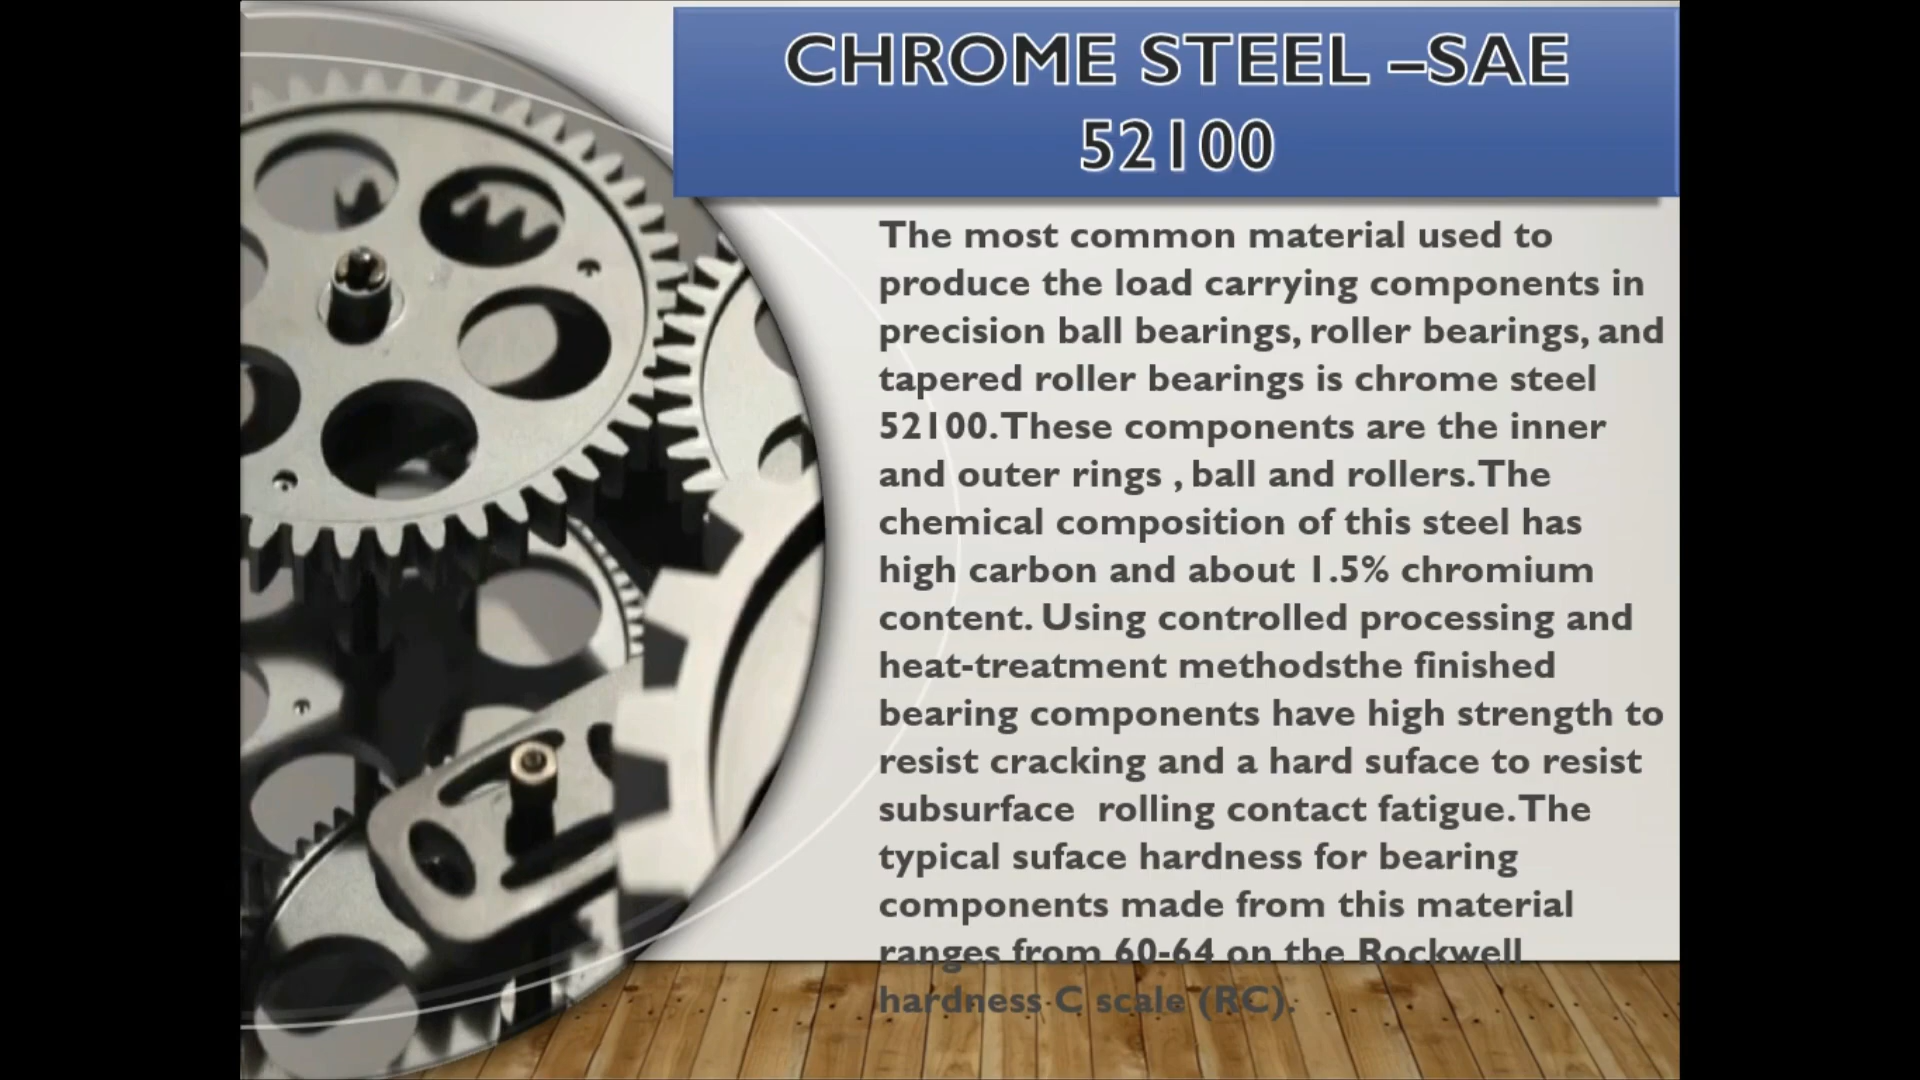 CHROME STEEL –SAE
52100
The most common material used to
produce the load carrying components in
precision ball bearings, roller bearings, and
tapered roller bearings is chrome steel
52100. These components are the inner
and outer rings , ball and rollers. The
chemical composition of this steel has
high carbon and about 1.5% chromium
content. Using controlled processing and
heat-treatment methodsthe finished
bearing components have high strength to
resist cracking and a hard suface to resist
subsurface  rolling contact fatigue. The
typical suface hardness for bearing
components made from this material
ranges from 60-64 on the Rockwell
hardness C scale (RC).